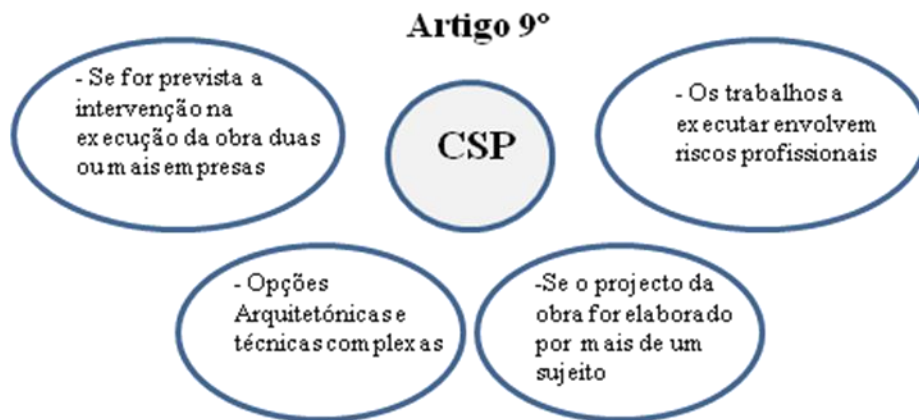 Artigo 9º
- Se for prevista a
intervenção na
execução da obra duas
ou mais empresas
CSP
- Os trabalhos a
executar envolvem
riscos profissionais
- Opções
Arquitetónicas e
técnicas complexas
-Se o projecto da
obra for elaborado
por mais de um
sujeito